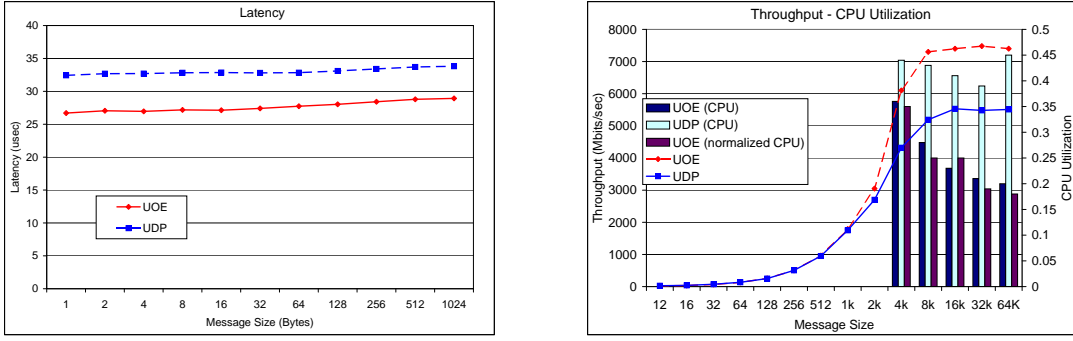 Latency
40
35
30
25
20
15
10
5
0
Latency (usec)
UOE
UDP
1 2 4 8 16 32 64 128 256 512 1024
Message Size (Bytes)
Throughput - CPU Utilization
8000
7000
6000
5000
4000
3000
2000
1000
0
Throughput (Mbits/sec)
UOE (CPU)
UDP (CPU)
UOE (normalized CPU)
UOE
UDP
0.5
0.45
0.4
0.35
0.3
0.25
0.2
0.15
0.1
0.05
0
CPU Utilization
12 16 32 64 128 256 512 1k 2k 4k 8k 16k 32k 64K
Message Size